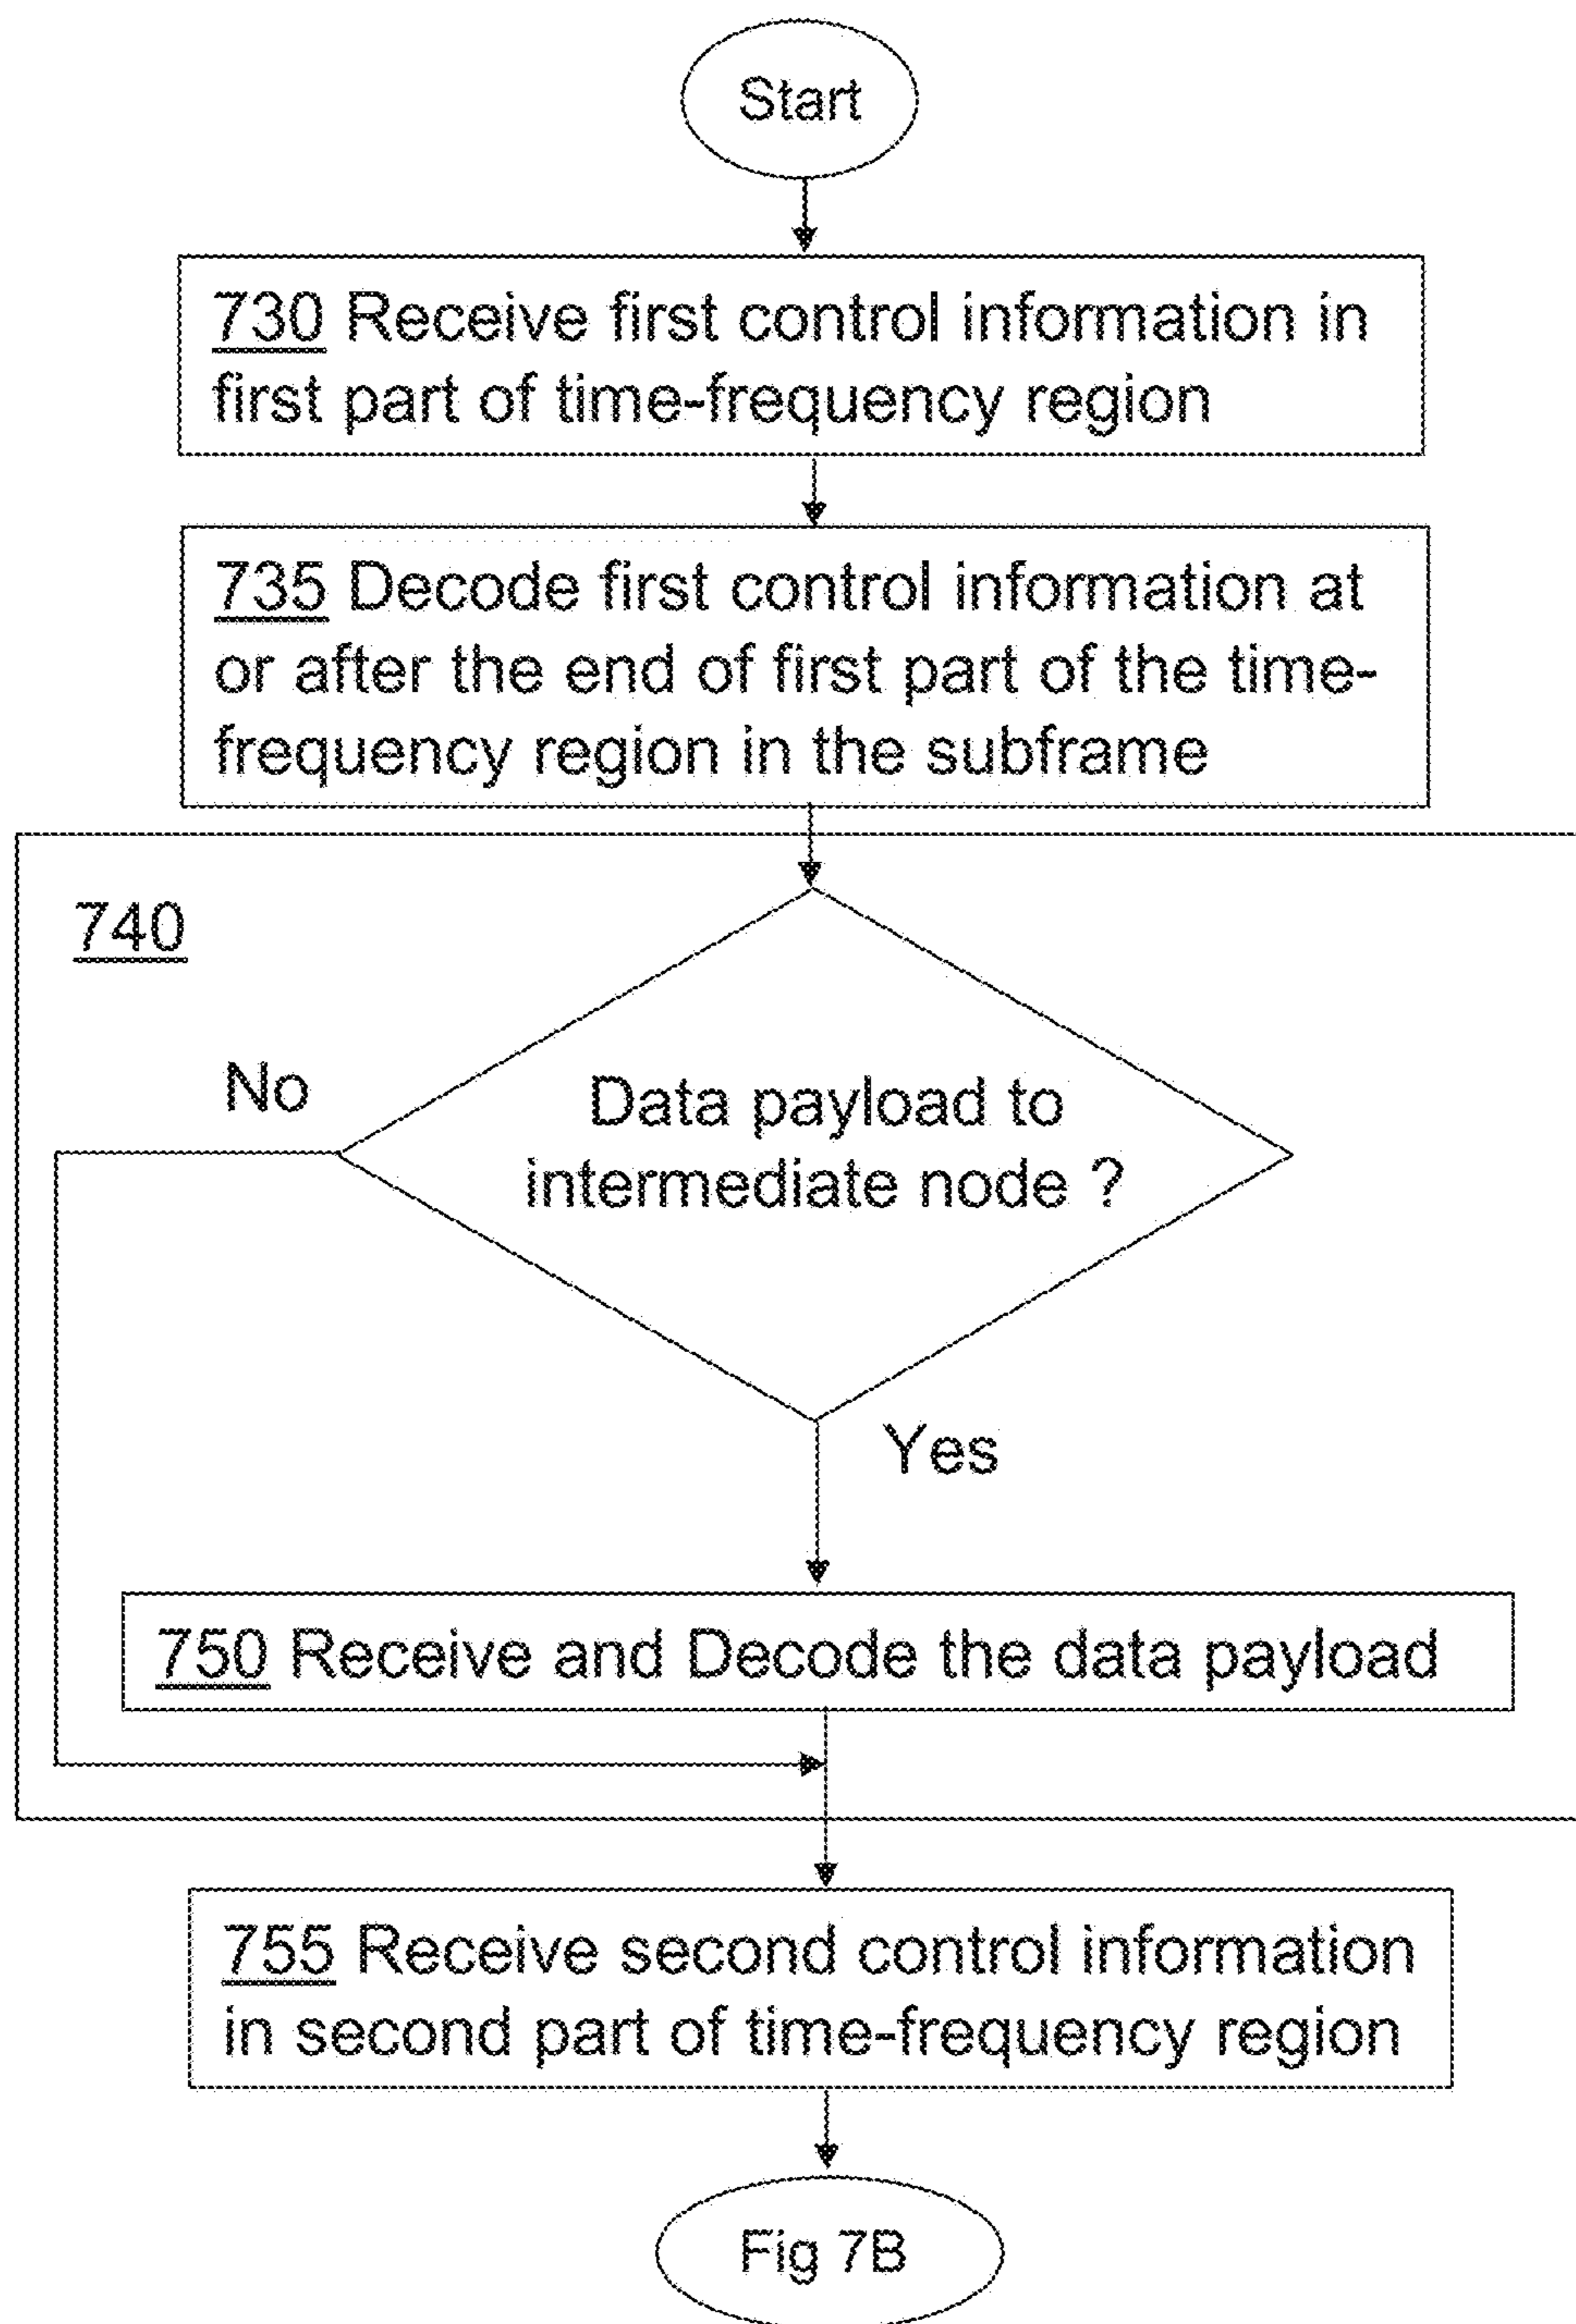 Start
730 Receive first control information in
first part of time-frequency region
735 Decode first control information at
or after the end of first part of the time-
frequency region in the subframe
740
No
Data payload to
intermediate node ?
Yes
750 Receive and Decode the data payload
755 Receive second control information
in second part of time-frequency region
Fig 7B